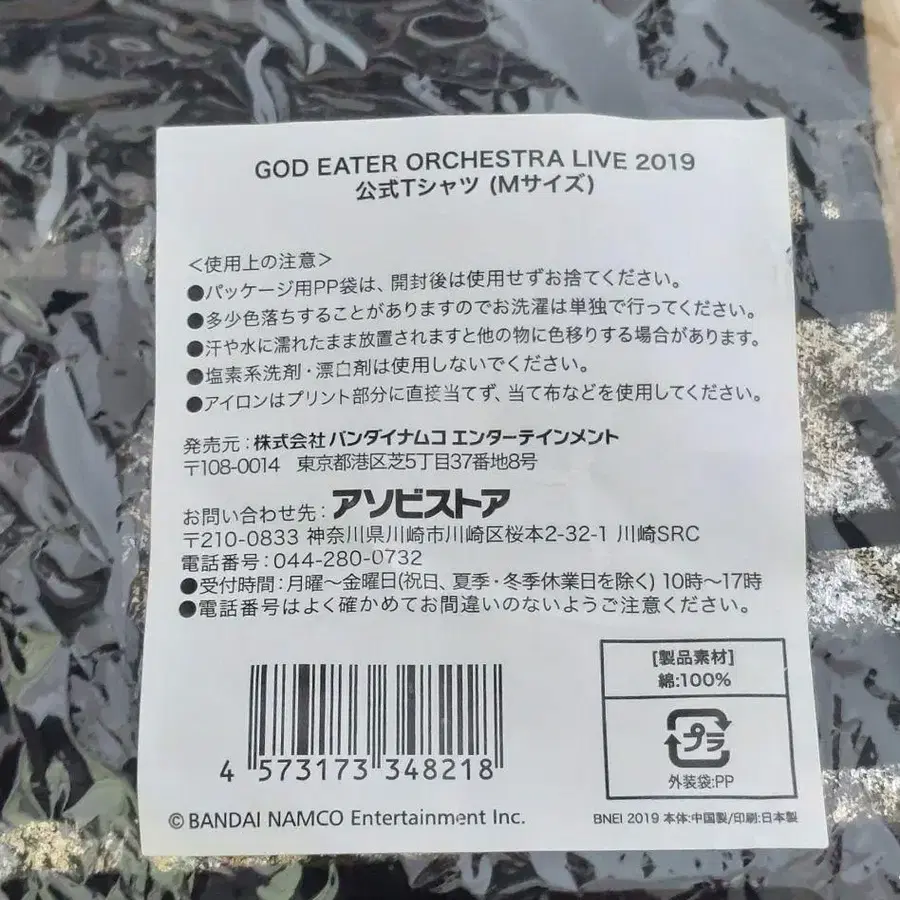 GOD EATER ORCHESTRA LIVE 2019
公式Tシャツ (Mサイズ)
＜使用上の注意＞
●パッケージ用PP袋は、開封後は使用せずお捨てください。
●多少色落ちすることがありますのでお洗濯は単独で行ってください。
●汗や水に濡れたまま放置されますと他の物に色移りする場合があります。
●塩素系洗剤・漂白剤は使用しないでください。
●アイロンはプリント部分に直接当てず、当て布などを使用してください。
発売元：株式会社バンダイナムコエンターテインメント
〒108-0014 東京都港区芝5丁目37番地8号
お問い合わせ先：アソビストア
〒210-0833 神奈川県川崎市川崎区桜本2-32-1 川崎SRC
電話番号：044-280-0732
●受付時間：月曜～金曜日(祝日、夏季・冬季休業日を除く) 10時～17時
●電話番号はよく確かめてお間違いのないようご注意ください。
[製品素材]
綿:100%
プラ
外装袋:PP
4 573173 348218
©BANDAI NAMCO Entertainment Inc.
BNEI 2019 本体:中国製/印刷:日本製